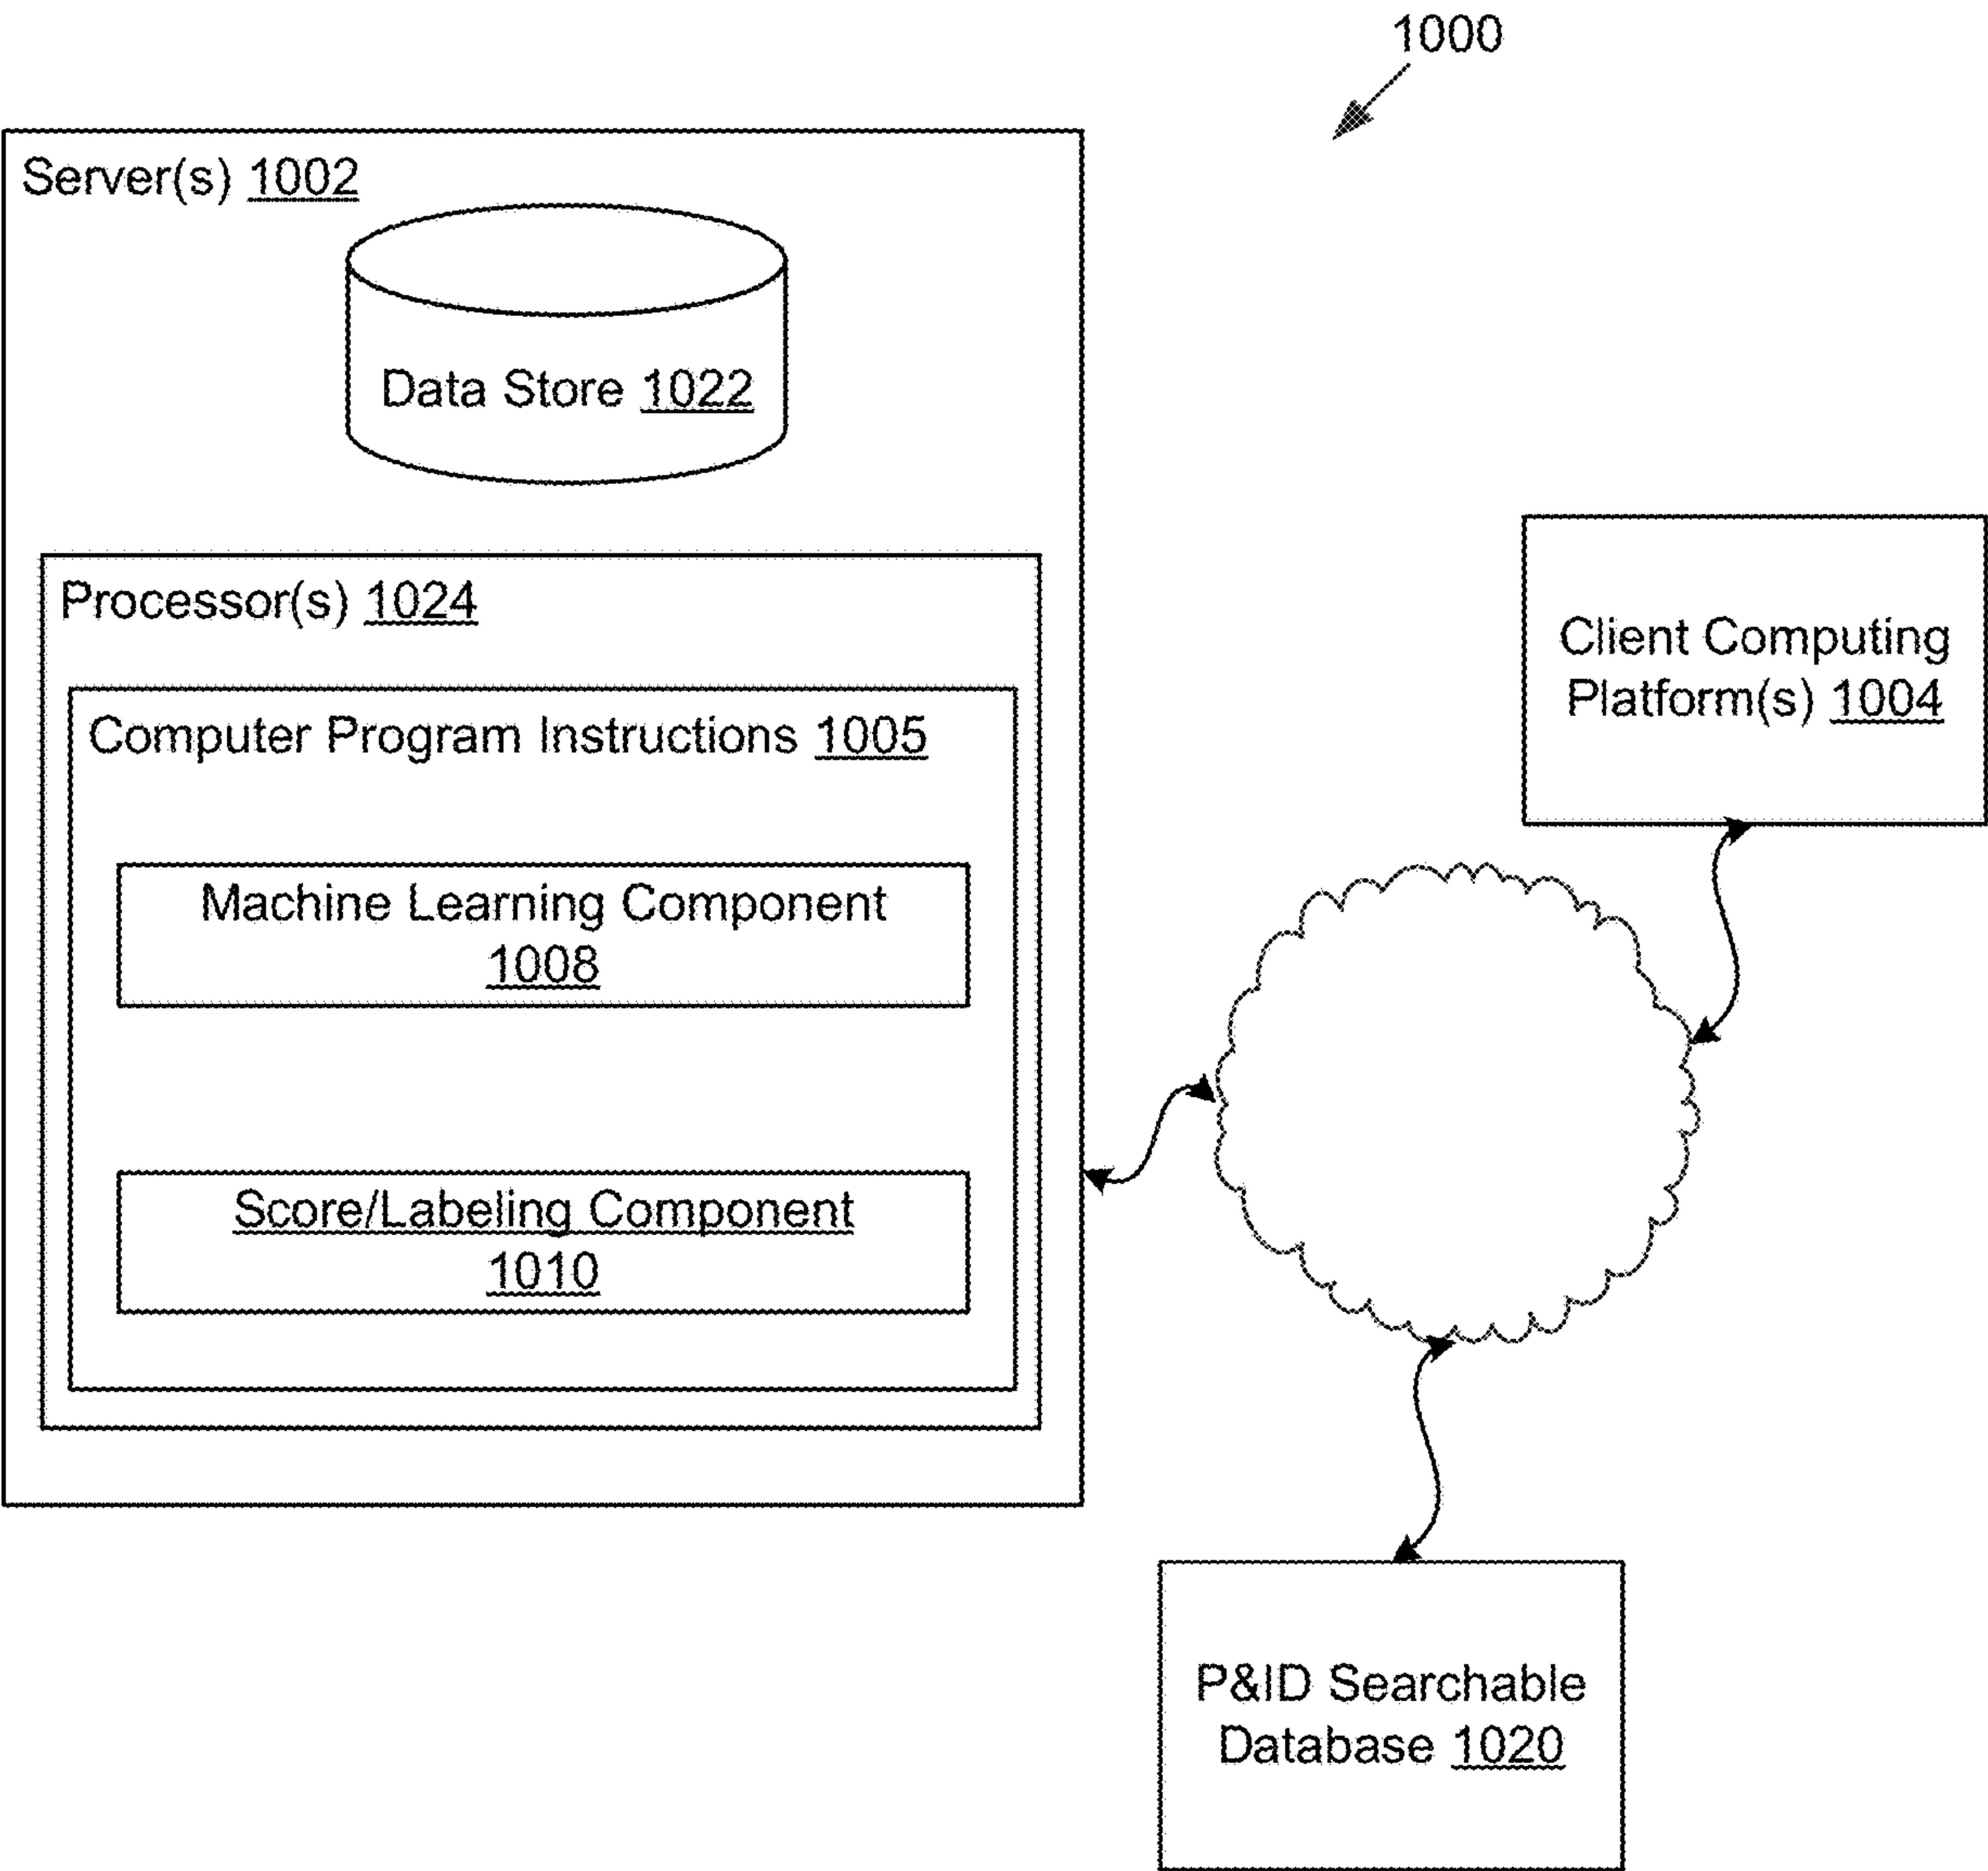 1000
Server(s) 1002
Data Store 1022
Processor(s) 1024
Computer Program Instructions 1005
Machine Learning Component
1008
Score/Labeling Component
1010
Client Computing
Platform(s) 1004
P&ID Searchable
Database 1020